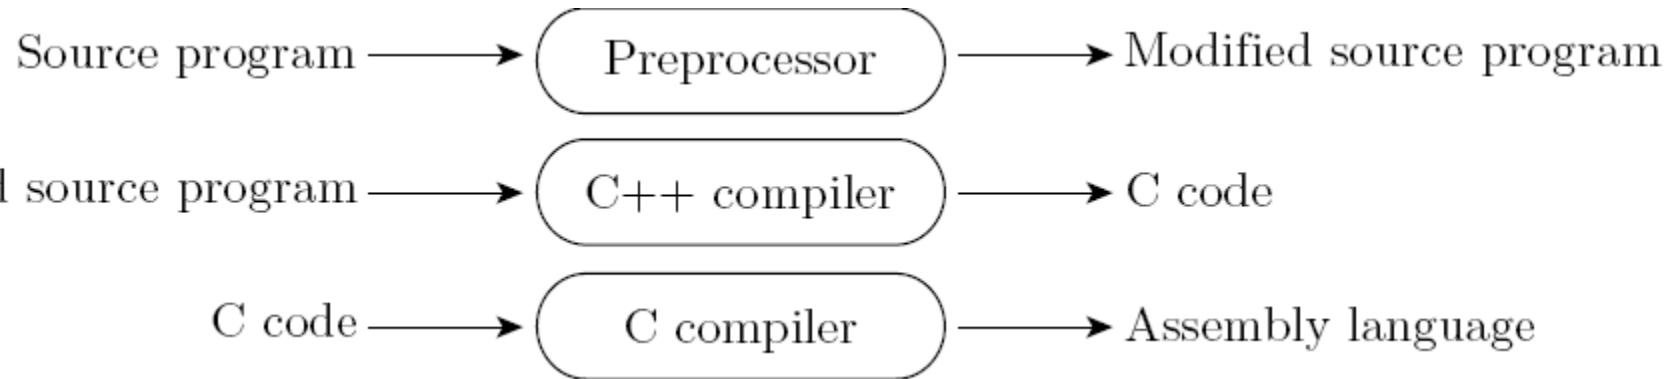 Source program Preprocessor Modified source program
source program C++ compiler C code
C code C compiler Assembly language